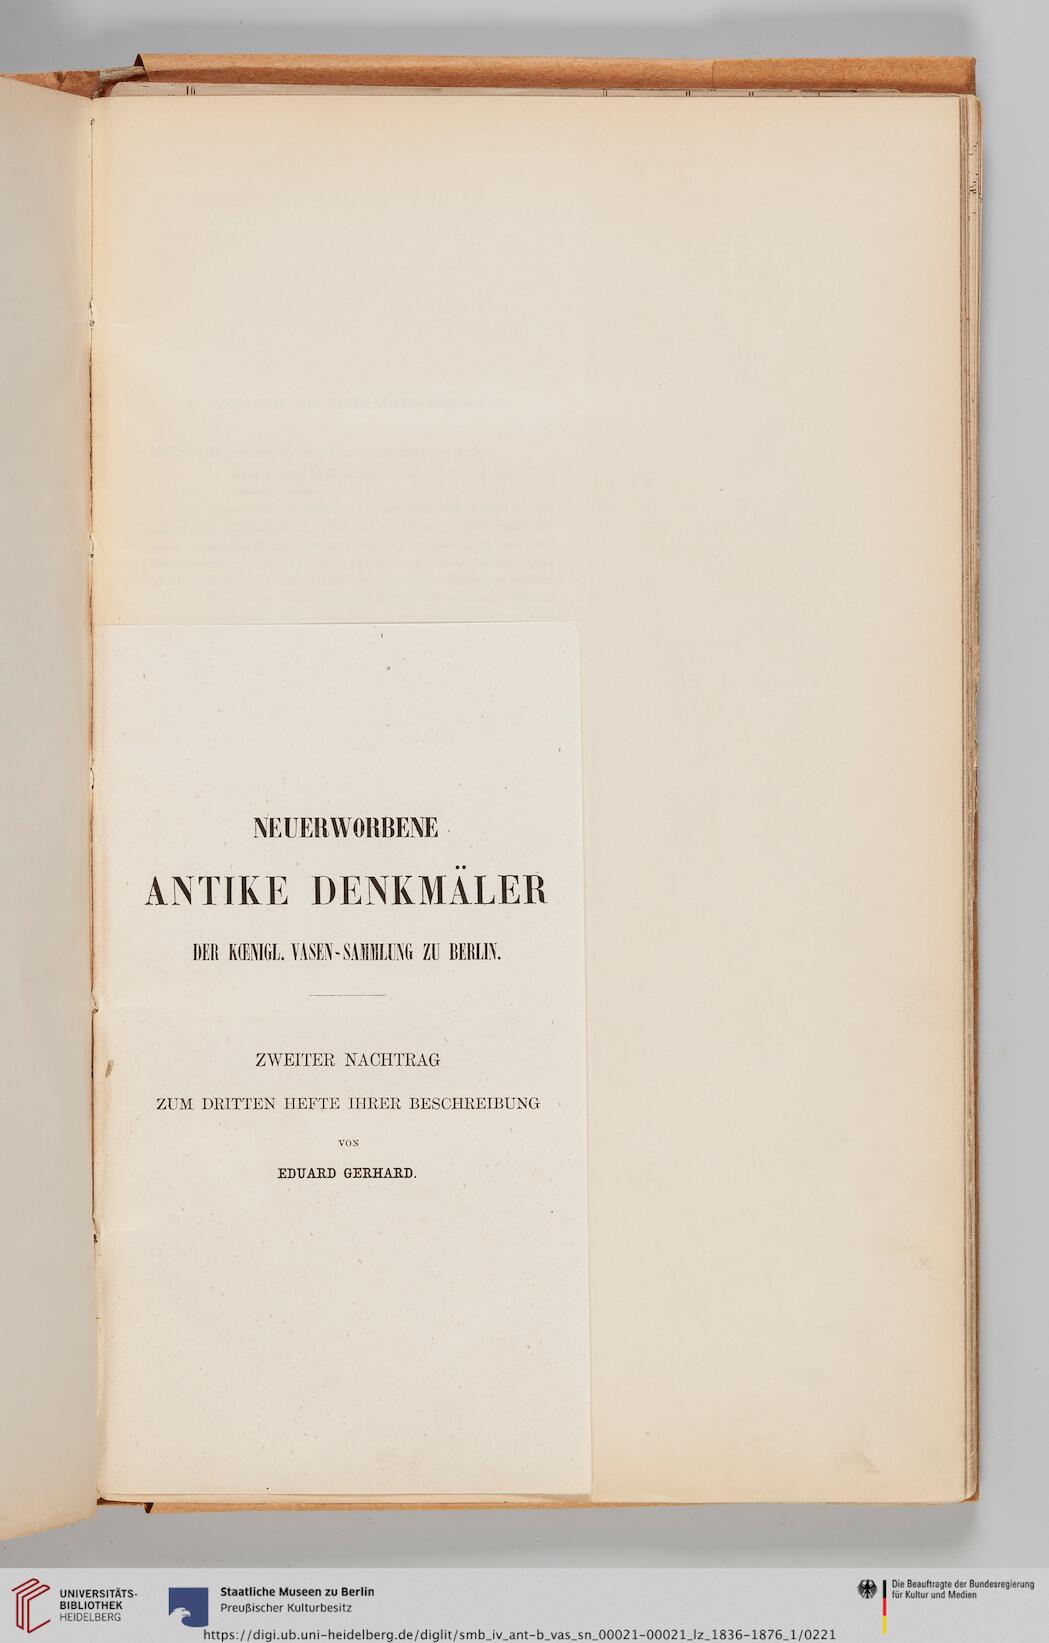 NEUERWORBENE
ANTIKE DENKMÄLER
DER KŒNIGL. VASEN-SAMMLUNG ZU BERLIN.
ZWEITER NACHTRAG
ZUM DRITTEN HEFTE IHRER BESCHREIBUNG
VON
EDUARD GERHARD.
UNIVERSITÄTS-
BIBLIOTHEK
HEIDELBERG
Staatliche Museen zu Berlin
Preußischer Kulturbesitz
Die Beauftragte der Bundesregierung
für Kultur und Medien
https://digi.ub.uni-heidelberg.de/diglit/smb_iv_ant-b_vas_sn_00021-00021_lz_1836-1876_1/0221